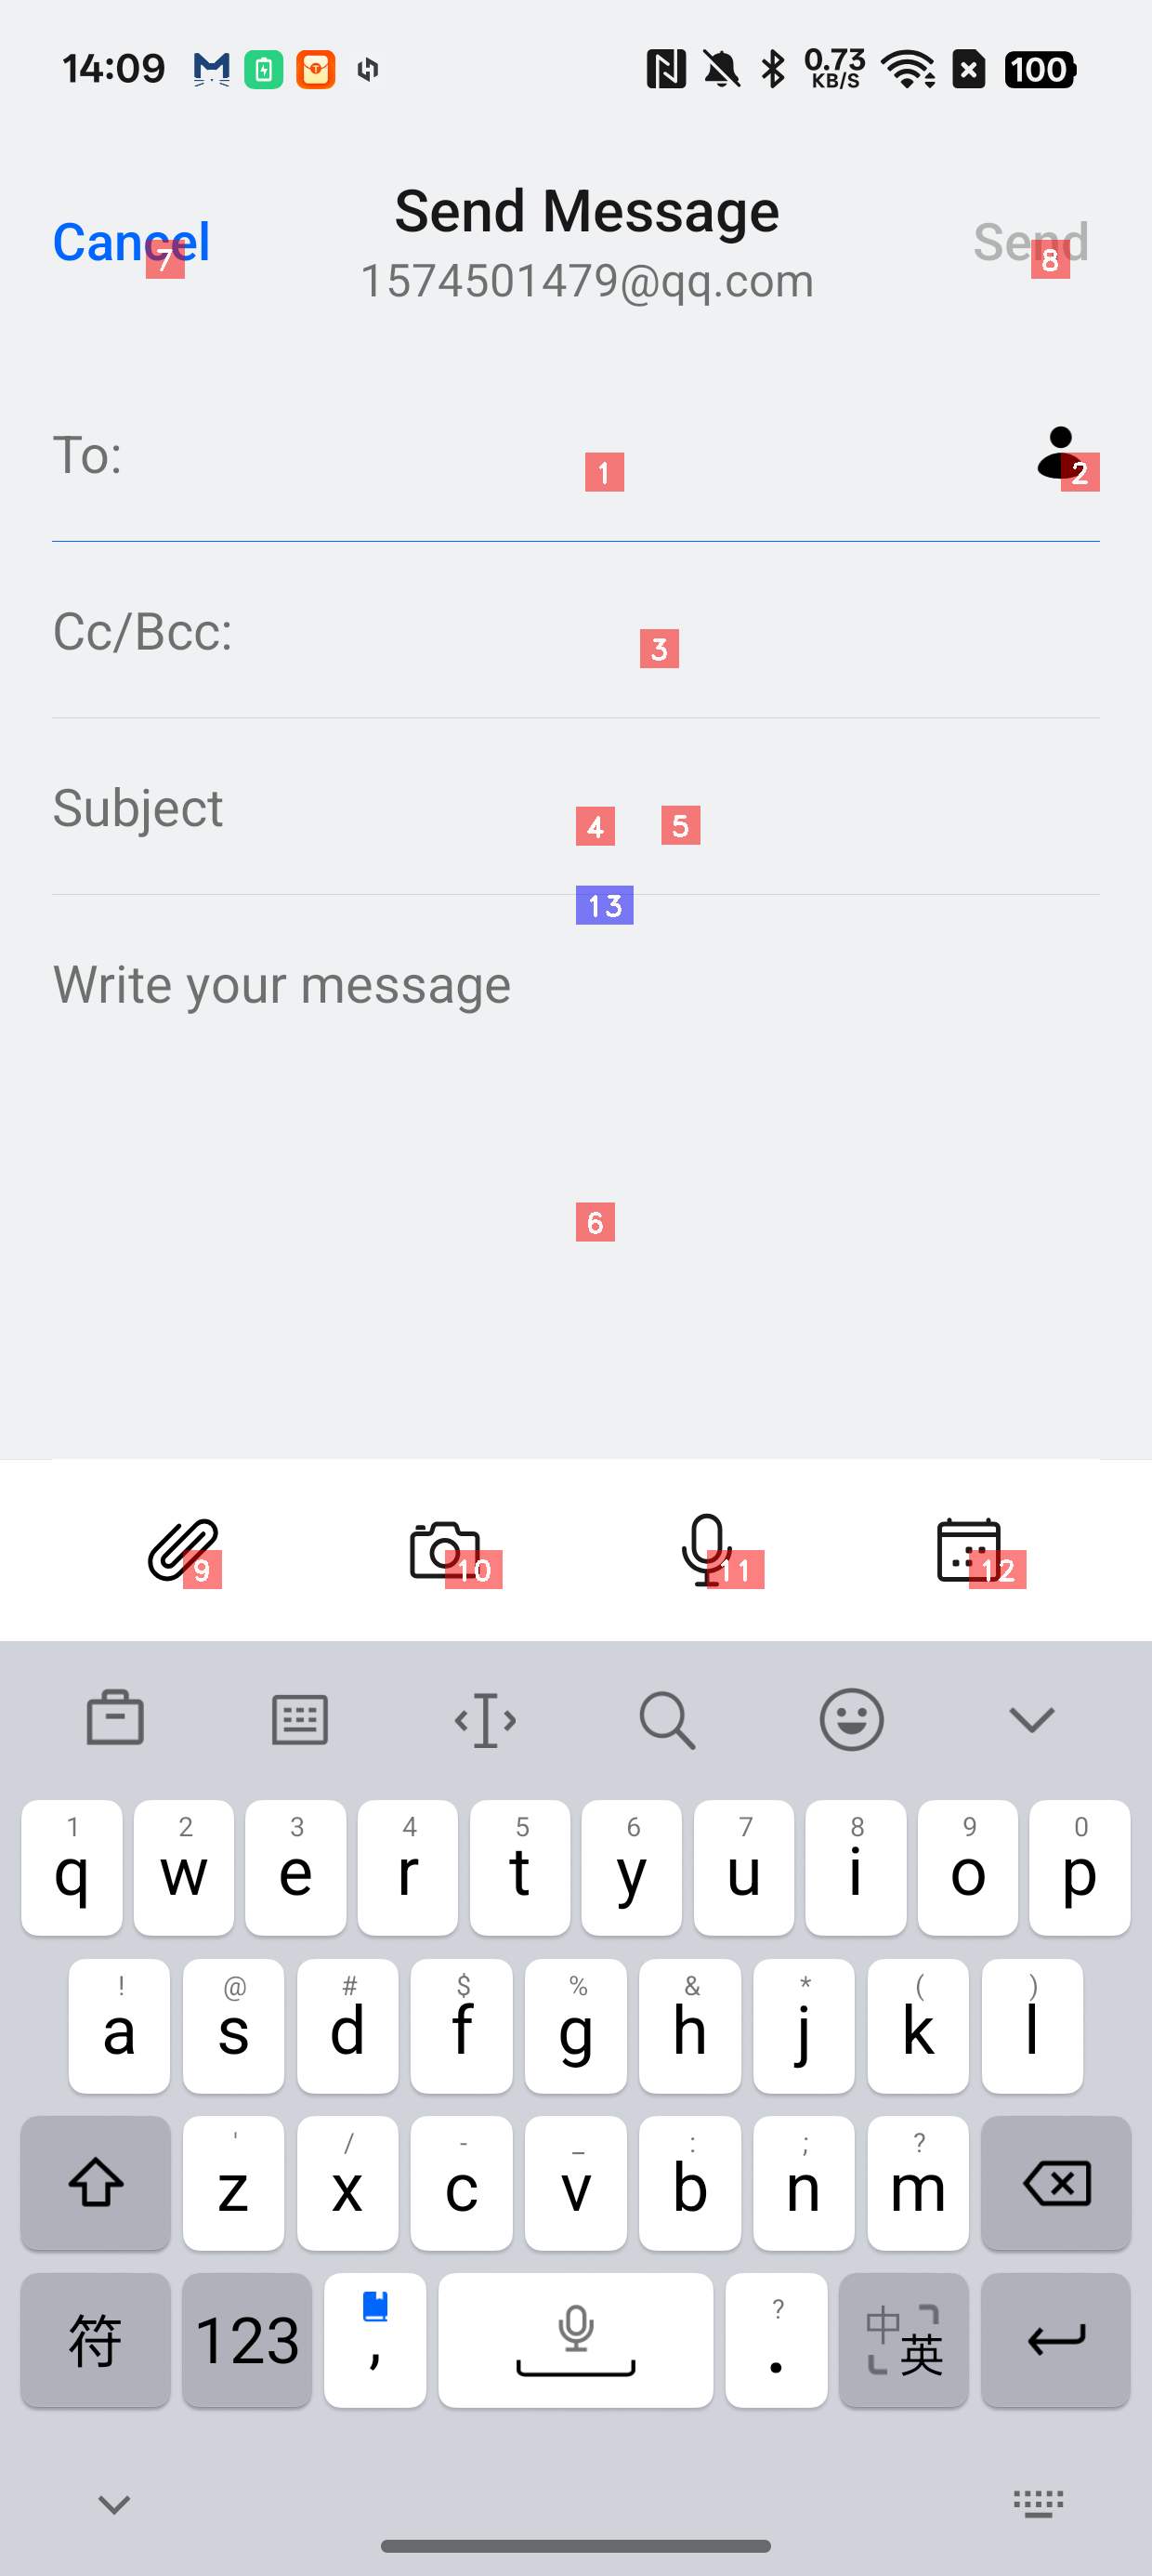 14:09 0.73 KB/S 100
Send Message
Cancel Send
7 8
1574501479@qq.com
To:
1 2
Cc/Bcc:
3
Subject
4 5
13
Write your message
6
9 10 11 12
1 2 3 4 5 6 7 8 9 0
q w e r t y u i o p
! @ # $ % & * ( )
a s d f g h j k l
' / - _ : ; ?
z x c v b n m
符 123 , ? . 中 英